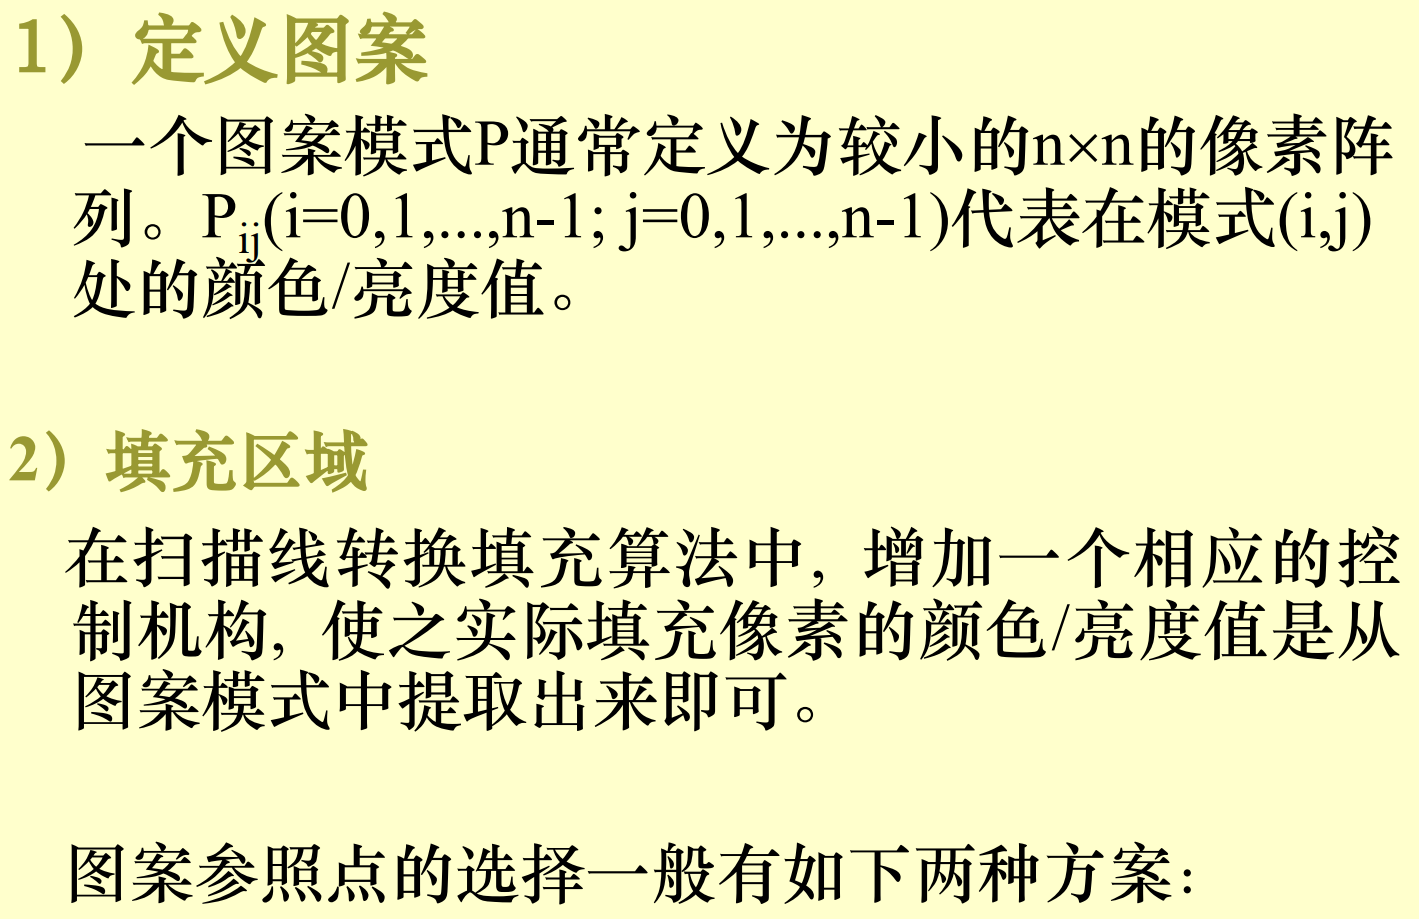 1）定义图案
一个图案模式P通常定义为较小的n×n的像素阵
列。Pij(i=0,1,...,n-1; j=0,1,...,n-1)代表在模式(i,j)
处的颜色/亮度值。
2）填充区域
在扫描线转换填充算法中, 增加一个相应的控
制机构, 使之实际填充像素的颜色/亮度值是从
图案模式中提取出来即可。
图案参照点的选择一般有如下两种方案: